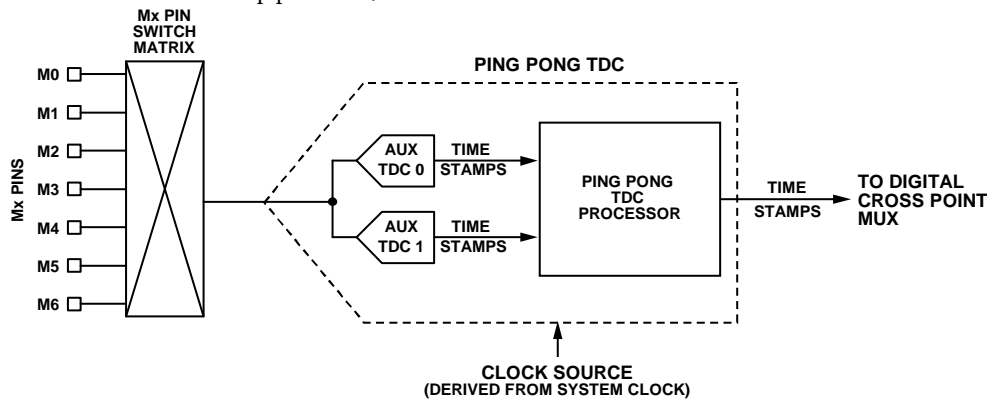 Mx PIN
SWITCH
MATRIX
PING PONG TDC
M0
M1
M2
M3
M4
M5
M6
Mx PINS
AUX
TDC 0
TIME
STAMPS
AUX
TDC 1
TIME
STAMPS
PING PONG
TDC
PROCESSOR
TIME
STAMPS
TO DIGITAL
CROSS POINT
MUX
CLOCK SOURCE
(DERIVED FROM SYSTEM CLOCK)